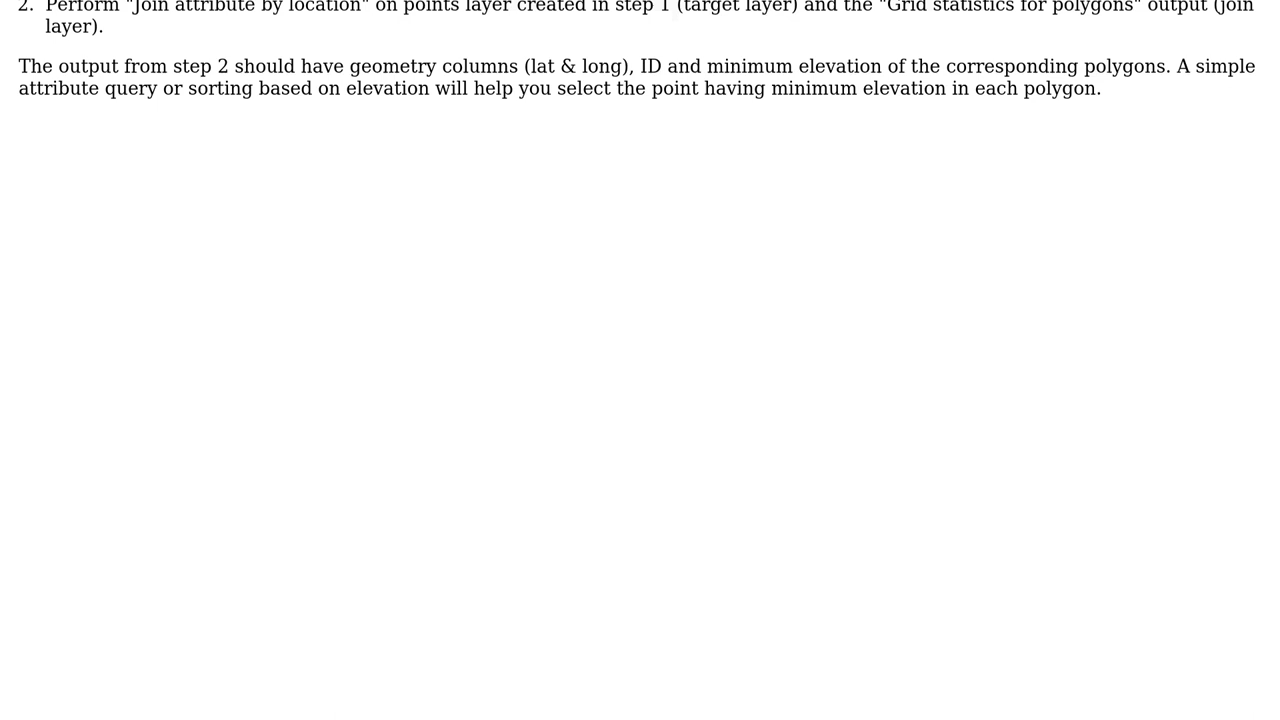 2. Perform "Join attribute by location" on points layer created in step 1 (target layer) and the "Grid statistics for polygons" output (join
layer).
The output from step 2 should have geometry columns (lat & long), ID and minimum elevation of the corresponding polygons. A simple
attribute query or sorting based on elevation will help you select the point having minimum elevation in each polygon.